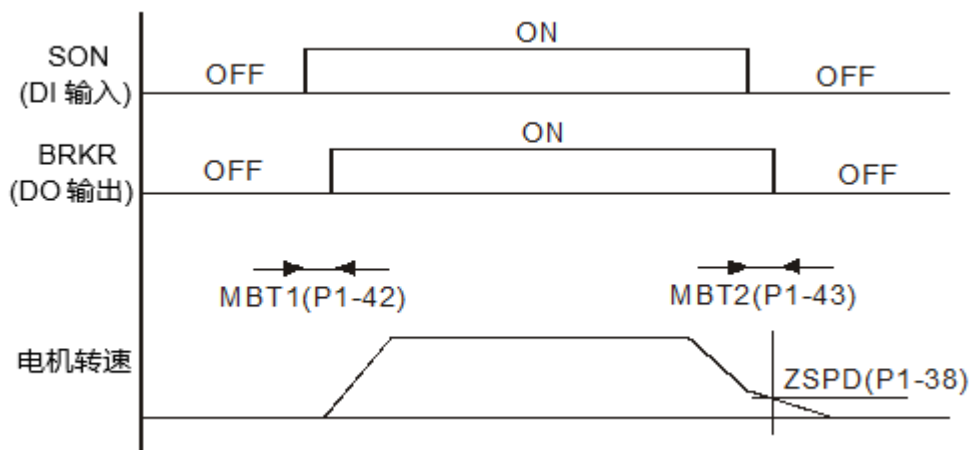 SON
(DI 输入)
OFF
ON
OFF
BRKR
(DO 输出)
OFF
ON
OFF
MBT1(P1-42)
MBT2(P1-43)
电机转速
ZSPD(P1-38)